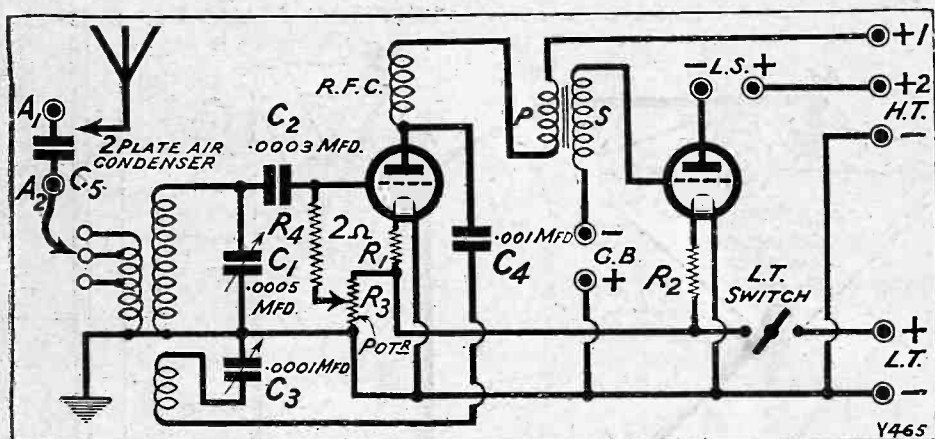 A1
2 PLATE AIR
CONDENSER
C5
A2
R.F.C.
C2
.0003 MFD.
R4
2Ω
C1
.0005
MFD.
R1
R3
POTR
C3
.0001 MFD
.001 MFD
C4
P
S
-
G.B.
+
- L.S. +
R2
L.T.
SWITCH
+1
+2
H.T.
-
+
L.T.
-
Y465